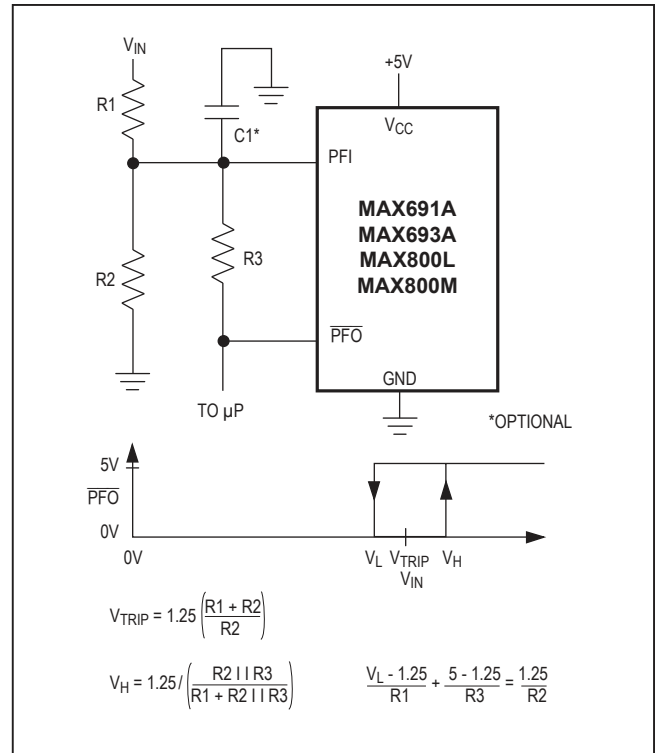 V_IN
R1
C1*
+5V
V_CC
PFI
MAX691A
MAX693A
MAX800L
MAX800M
R2
R3
P̅F̅O̅
GND
TO µP
*OPTIONAL
5V
P̅F̅O̅
0V
0V
V_L V_TRIP V_H
V_IN
V_TRIP = 1.25 ( (R1 + R2) / R2 )
V_H = 1.25 / ( (R2 I I R3) / (R1 + R2 I I R3) )
(V_L - 1.25) / R1 + (5 - 1.25) / R3 = 1.25 / R2